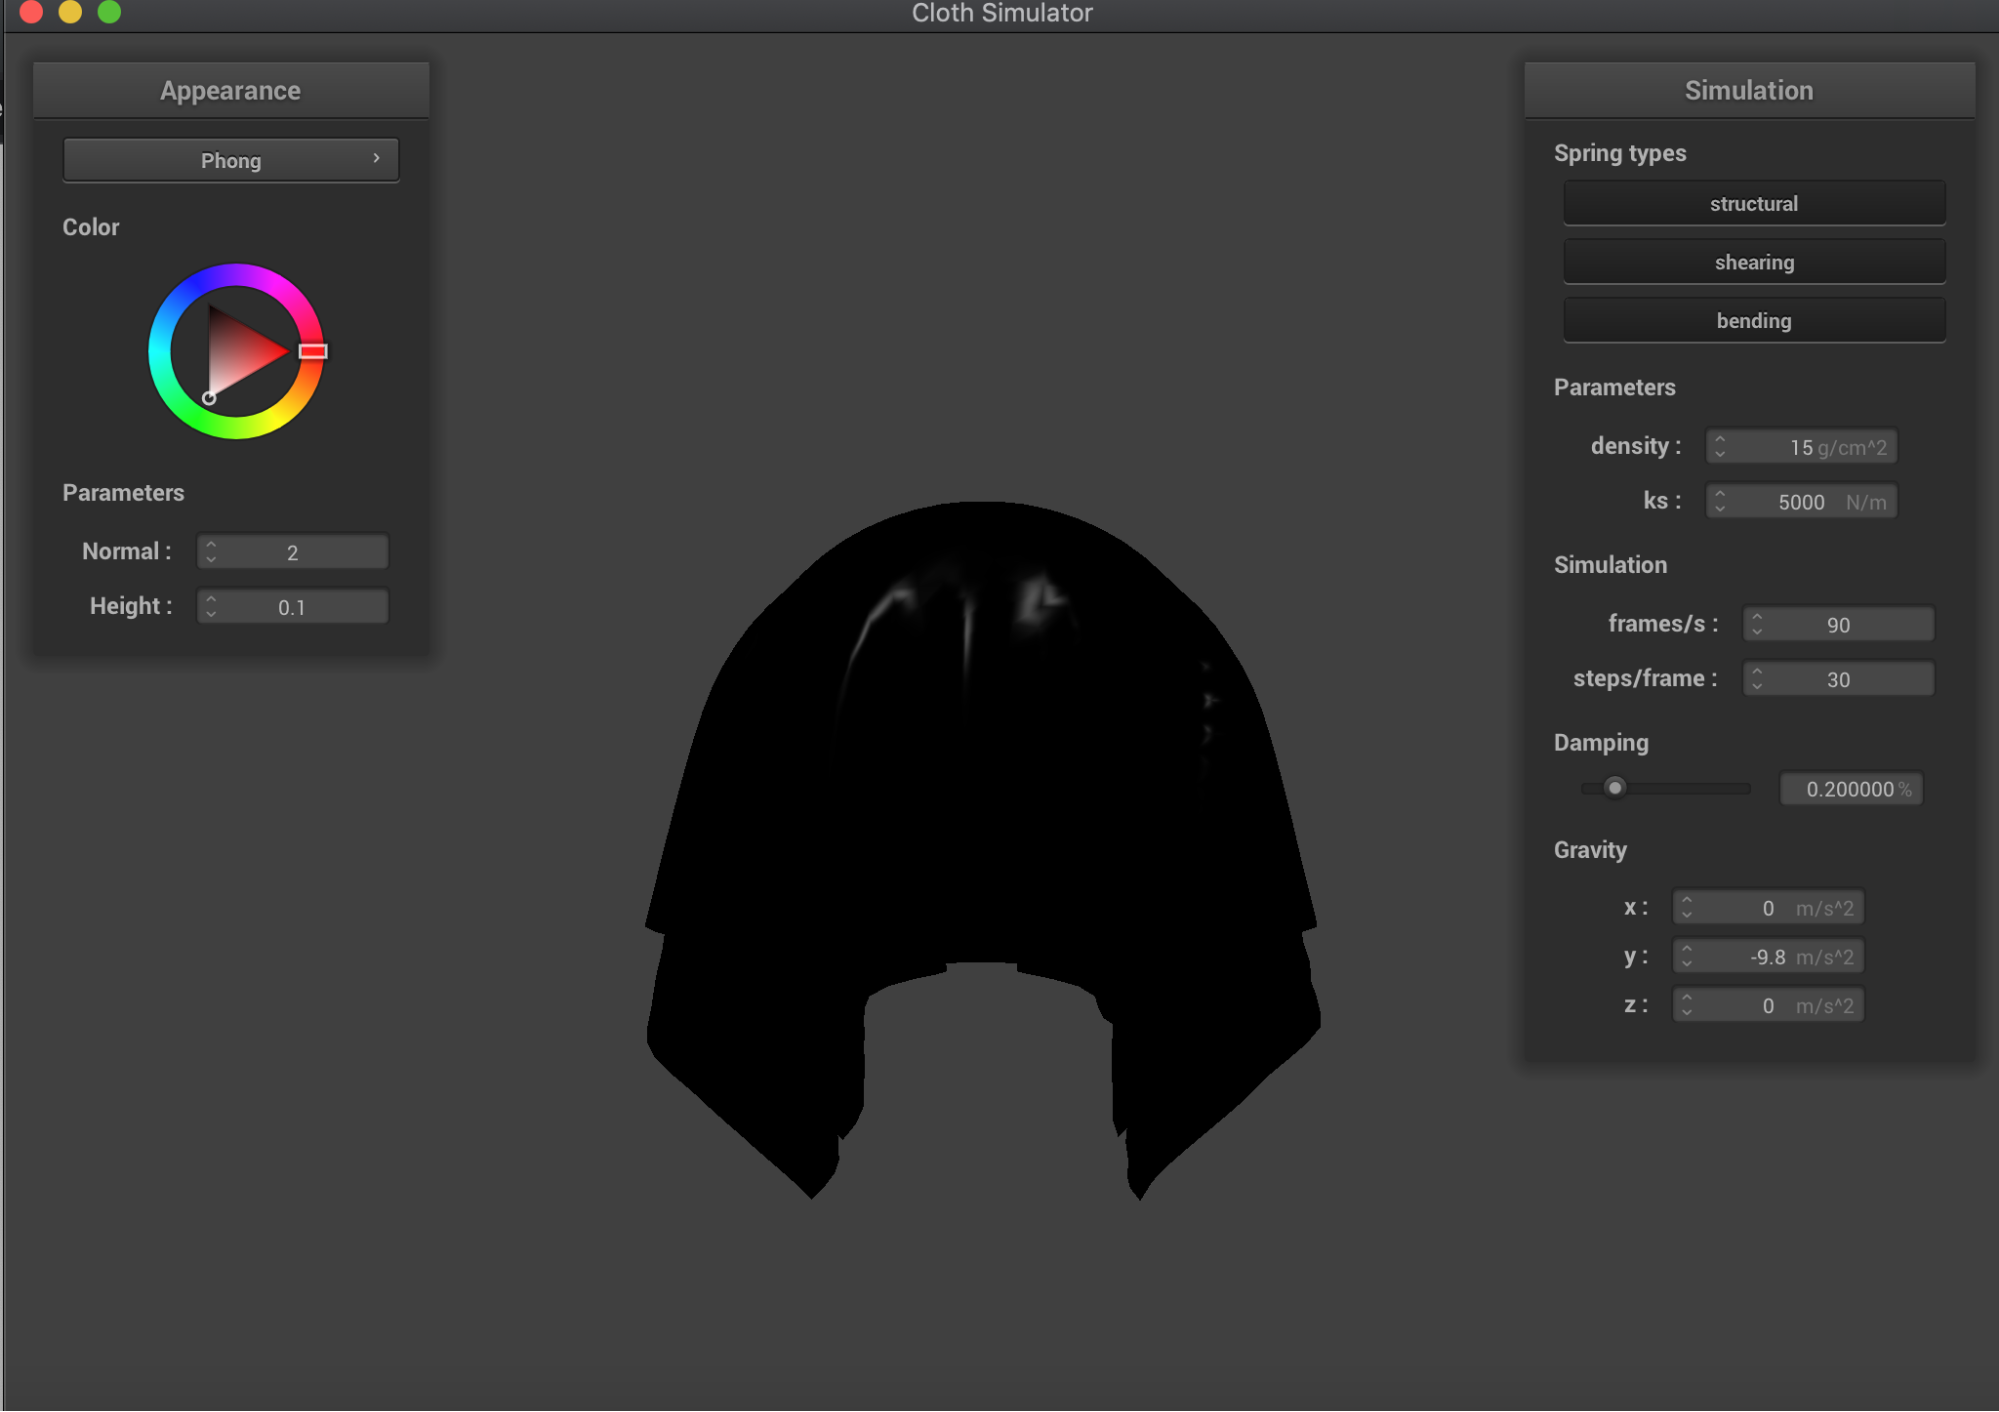 Cloth Simulator
Appearance
Phong
Color
Parameters
Normal : 2
Height : 0.1
Simulation
Spring types
structural
shearing
bending
Parameters
density : 15 g/cm^2
ks : 5000 N/m
Simulation
frames/s : 90
steps/frame : 30
Damping
0.200000 %
Gravity
x : 0 m/s^2
y : -9.8 m/s^2
z : 0 m/s^2